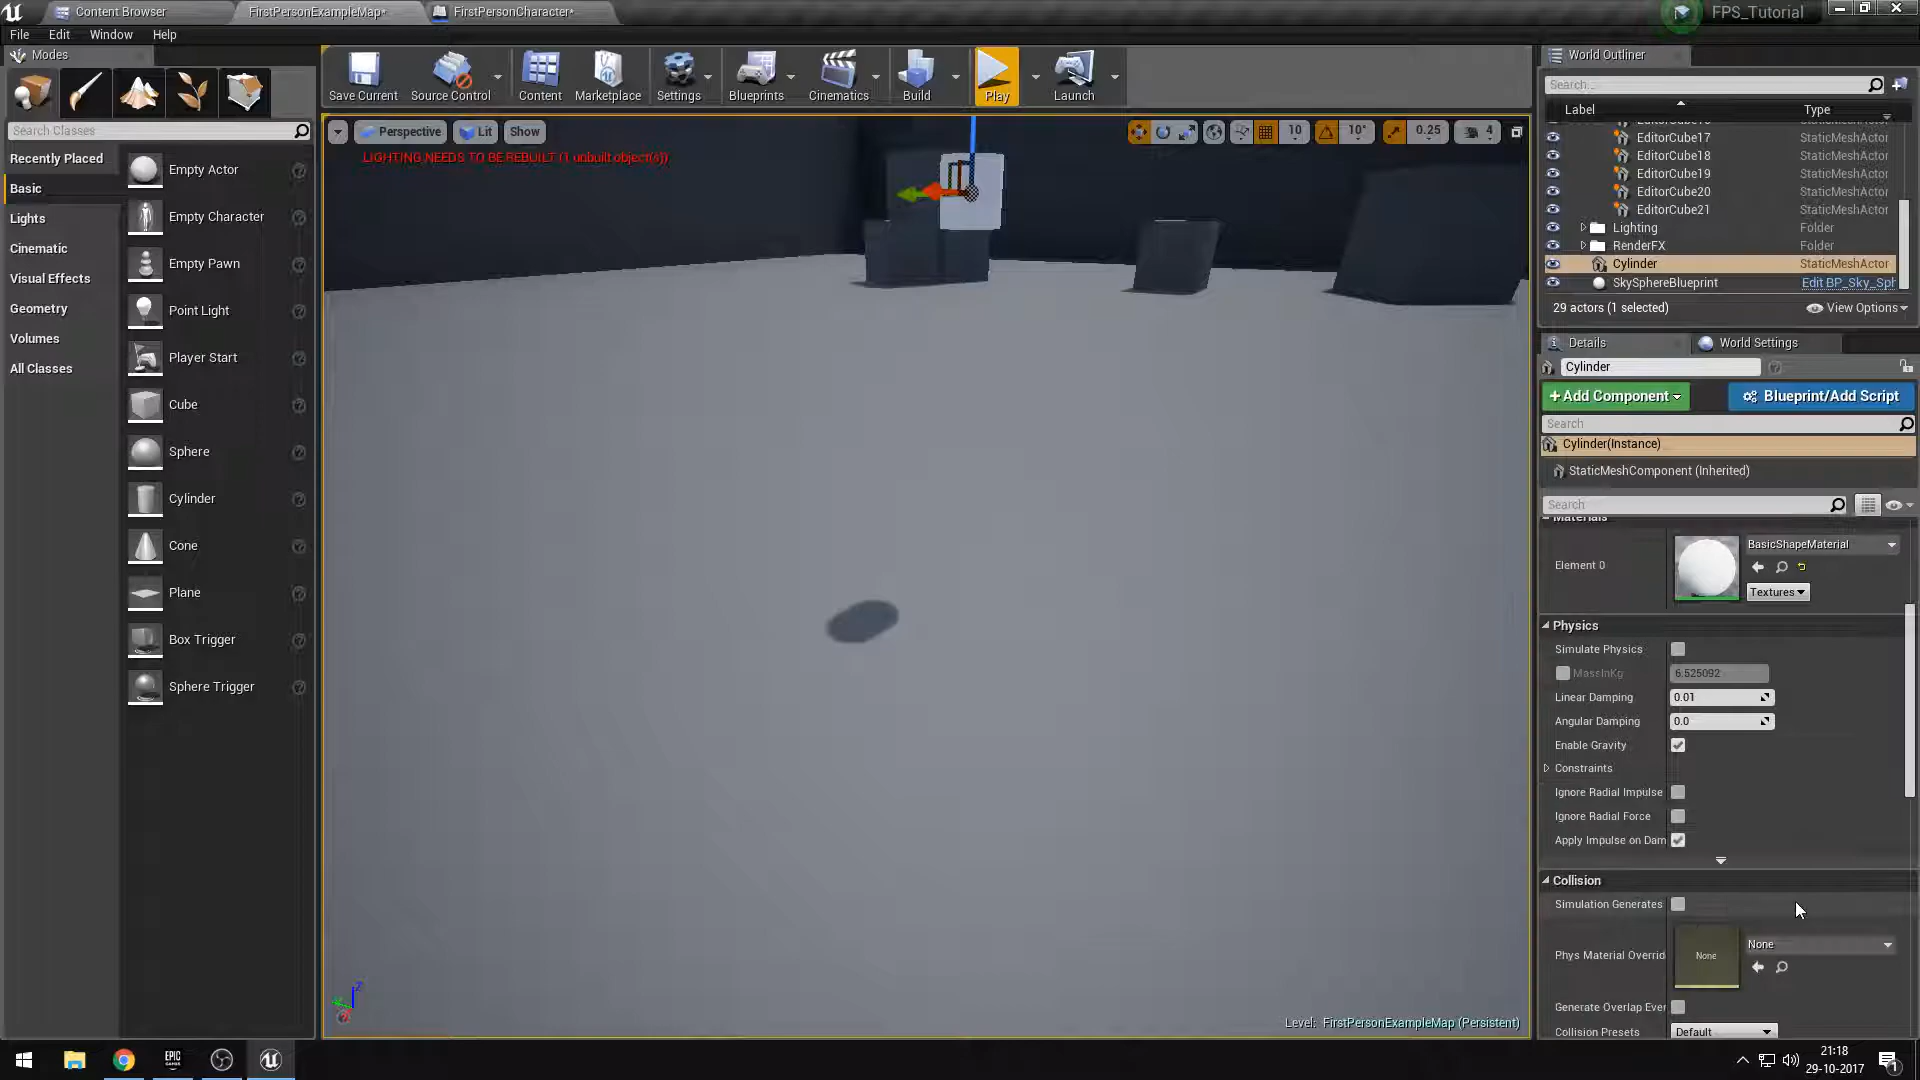 Content Browser
FirstPersonExampleMap*
FirstPersonCharacter*
FPS_Tutorial
File
Edit
Window
Help
Modes
Save Current
Source Control
Content
Marketplace
Settings
Blueprints
Cinematics
Build
Play
Launch
World Outliner
Search...
Label
Type
Search Classes
Recently Placed
Basic
Lights
Cinematic
Visual Effects
Geometry
Volumes
All Classes
Empty Actor
Empty Character
Empty Pawn
Point Light
Player Start
Cube
Sphere
Cylinder
Cone
Plane
Box Trigger
Sphere Trigger
Perspective
Lit
Show
10
10°
0.25
4
LIGHTING NEEDS TO BE REBUILT (1 unbuilt object(s))
Level: FirstPersonExampleMap (Persistent)
EditorCube17 StaticMeshActor
EditorCube18 StaticMeshActor
EditorCube19 StaticMeshActor
EditorCube20 StaticMeshActor
EditorCube21 StaticMeshActor
Lighting Folder
RenderFX Folder
Cylinder StaticMeshActor
SkySphereBlueprint Edit BP_Sky_Sph
29 actors (1 selected)
View Options
Details
World Settings
Cylinder
+Add Component
Blueprint/Add Script
Search
Cylinder(Instance)
StaticMeshComponent (Inherited)
Search
Materials
Element 0
BasicShapeMaterial
Textures
Physics
Simulate Physics
MassInKg 6.525092
Linear Damping 0.01
Angular Damping 0.0
Enable Gravity
Constraints
Ignore Radial Impulse
Ignore Radial Force
Apply Impulse on Dam
Collision
Simulation Generates
Phys Material Overrid
None
None
Generate Overlap Ever
Collision Presets Default
EPIC
GAMES
21:18
29-10-2017
1